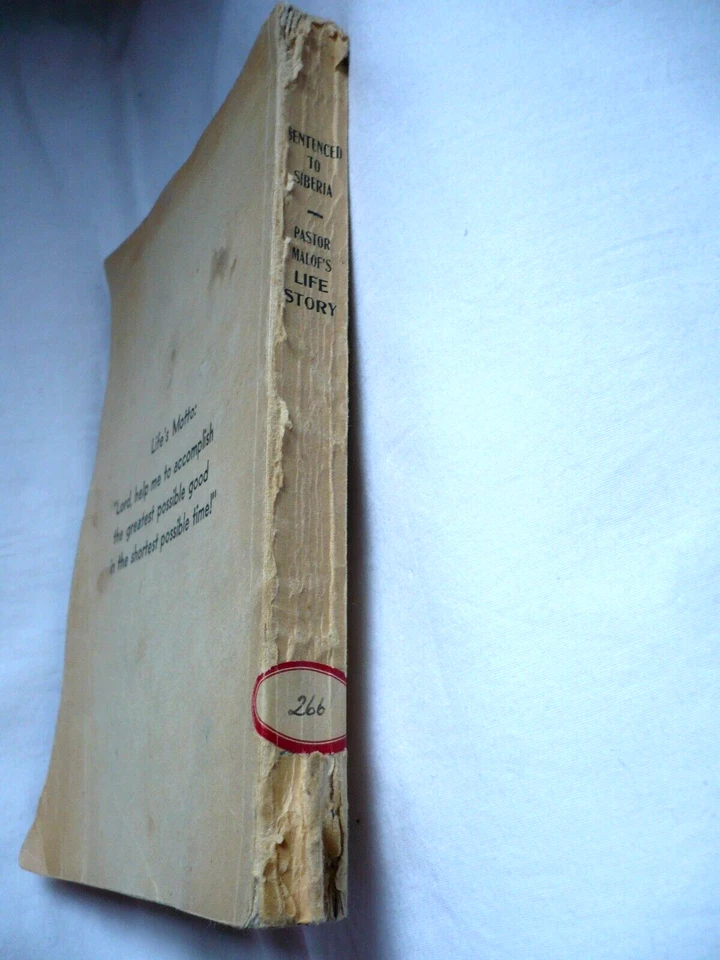 SENTENCED
TO
SIBERIA
—
PASTOR
MALOF'S
LIFE
STORY
Life's Motto:
"Lord, help me to accomplish
the greatest possible good
in the shortest possible time!"
266